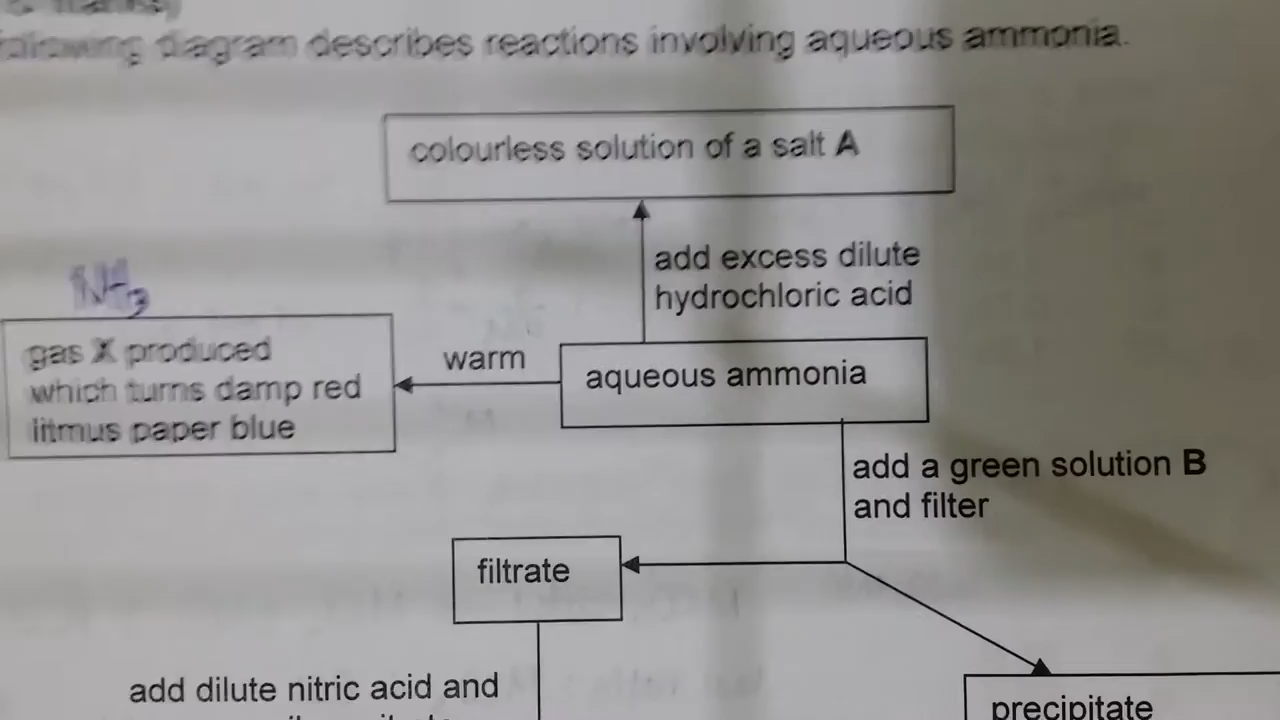 diagram describes reactions involving aqueous ammonia.
colourless solution of a salt A
add excess dilute
hydrochloric acid
NH3
gas X produced
which turns damp red
litmus paper blue
warm
aqueous ammonia
add a green solution B
and filter
filtrate
add dilute nitric acid and
precipitate